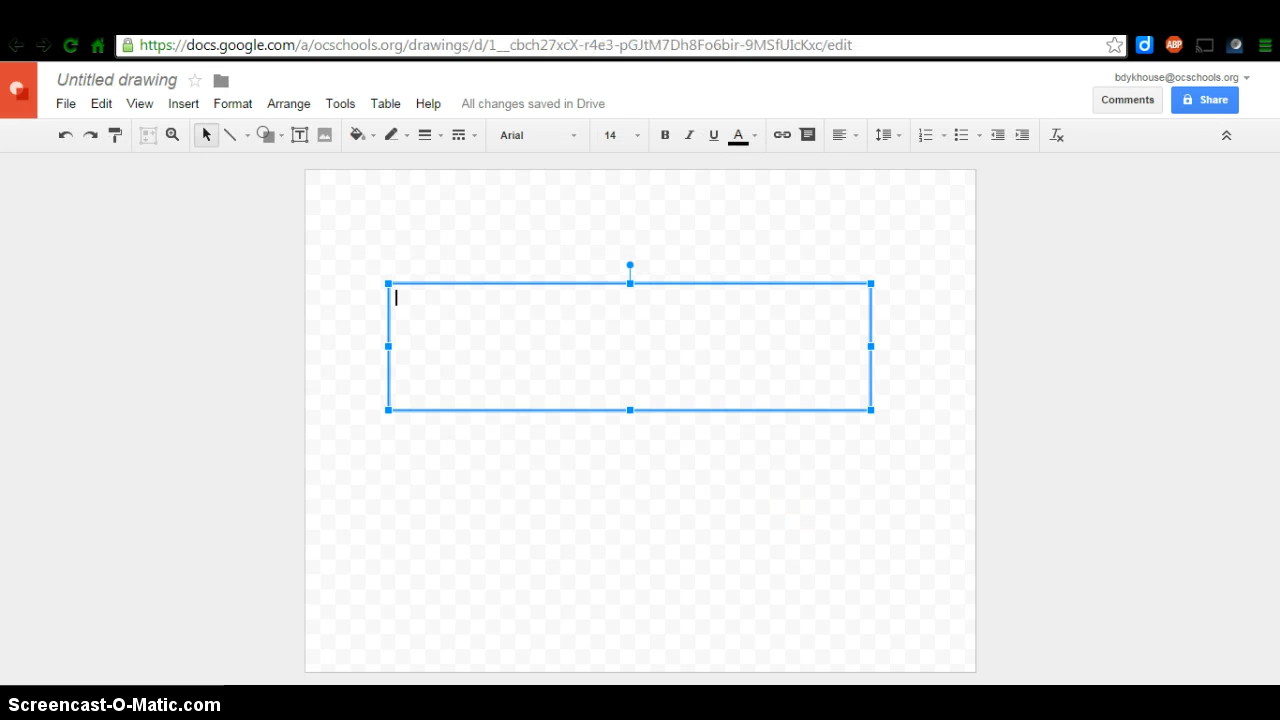 https://docs.google.com/a/ocschools.org/drawings/d/1__cbch27xcX-r4e3-pGJtM7Dh8Fo6bir-9MSfUIcKxc/edit
d
ABP
Untitled drawing
bdykhouse@ocschools.org
File Edit View Insert Format Arrange Tools Table Help All changes saved in Drive
Comments
Share
Arial 14 B I U A
Screencast-O-Matic.com